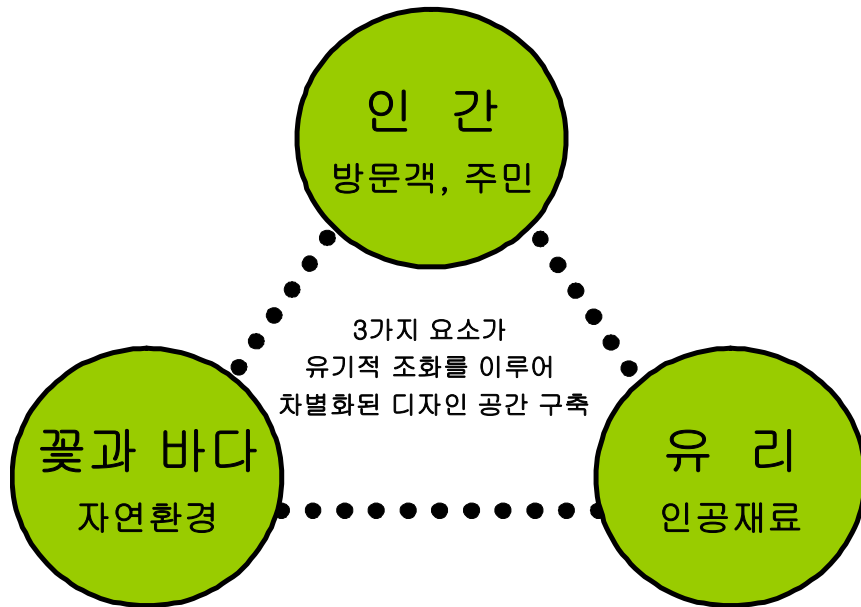 인 간
방문객, 주민
3가지 요소가
유기적 조화를 이루어
차별화된 디자인 공간 구축
꽃과 바다
자연환경
유 리
인공재료